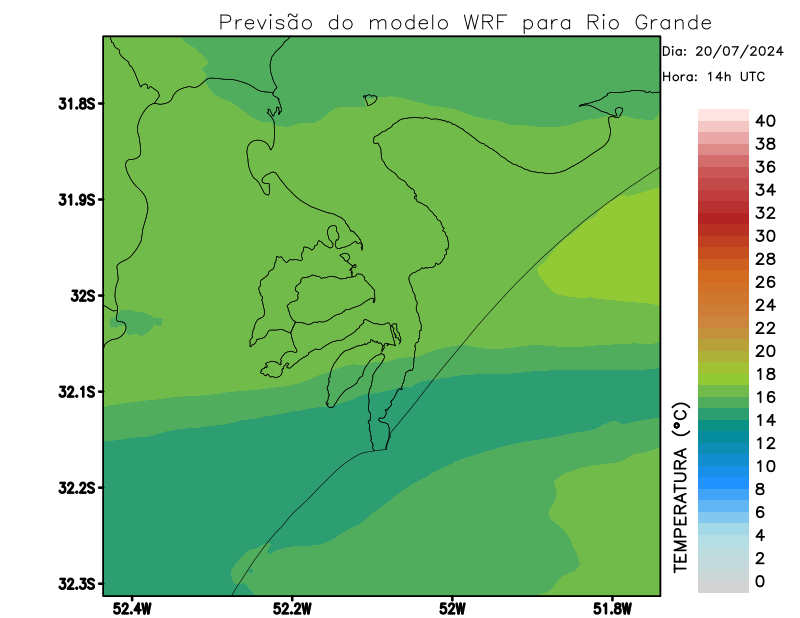 Previsão do modelo WRF para Rio Grande
Dia: 20/07/2024
Hora: 14h UTC
31.8S
31.9S
32S
32.1S
32.2S
32.3S
52.4W
52.2W
52W
51.8W
TEMPERATURA (°C)
40
38
36
34
32
30
28
26
24
22
20
18
16
14
12
10
8
6
4
2
0